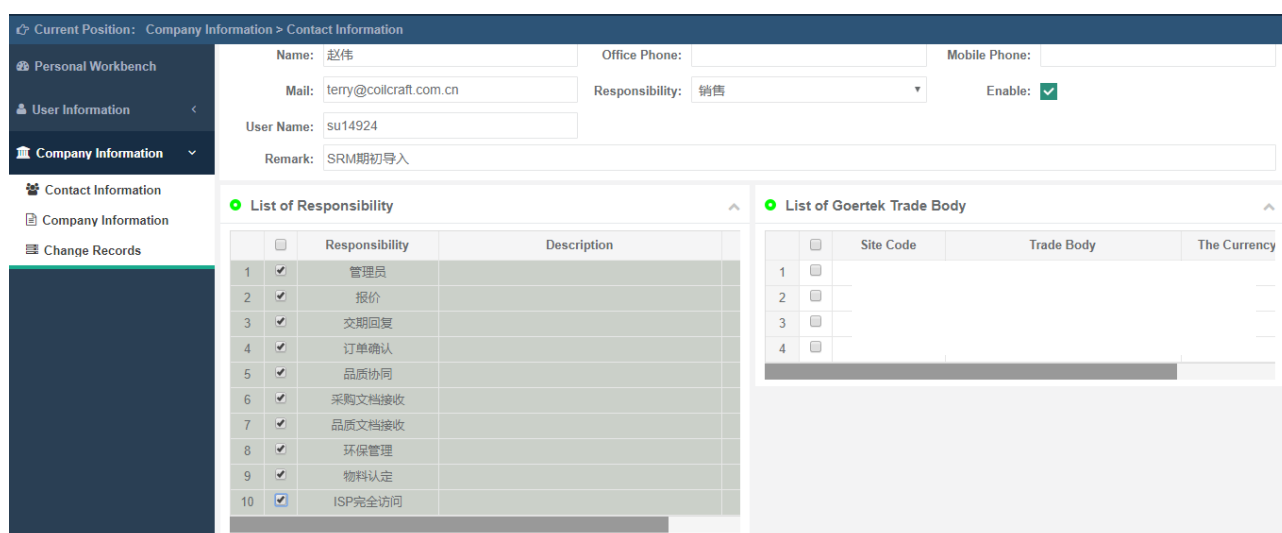 Current Position: Company Information > Contact Information
Personal Workbench
User Information
Company Information
Contact Information
Company Information
Change Records
Name: 赵伟 Office Phone: Mobile Phone:
Mail: terry@coilcraft.com.cn Responsibility: 销售 Enable:
User Name: su14924
Remark: SRM期初导入
List of Responsibility
Responsibility Description
1 管理员
2 报价
3 交期回复
4 订单确认
5 品质协同
6 采购文档接收
7 品质文档接收
8 环保管理
9 物料认定
10 ISP完全访问
List of Goertek Trade Body
Site Code Trade Body The Currency
1
2
3
4